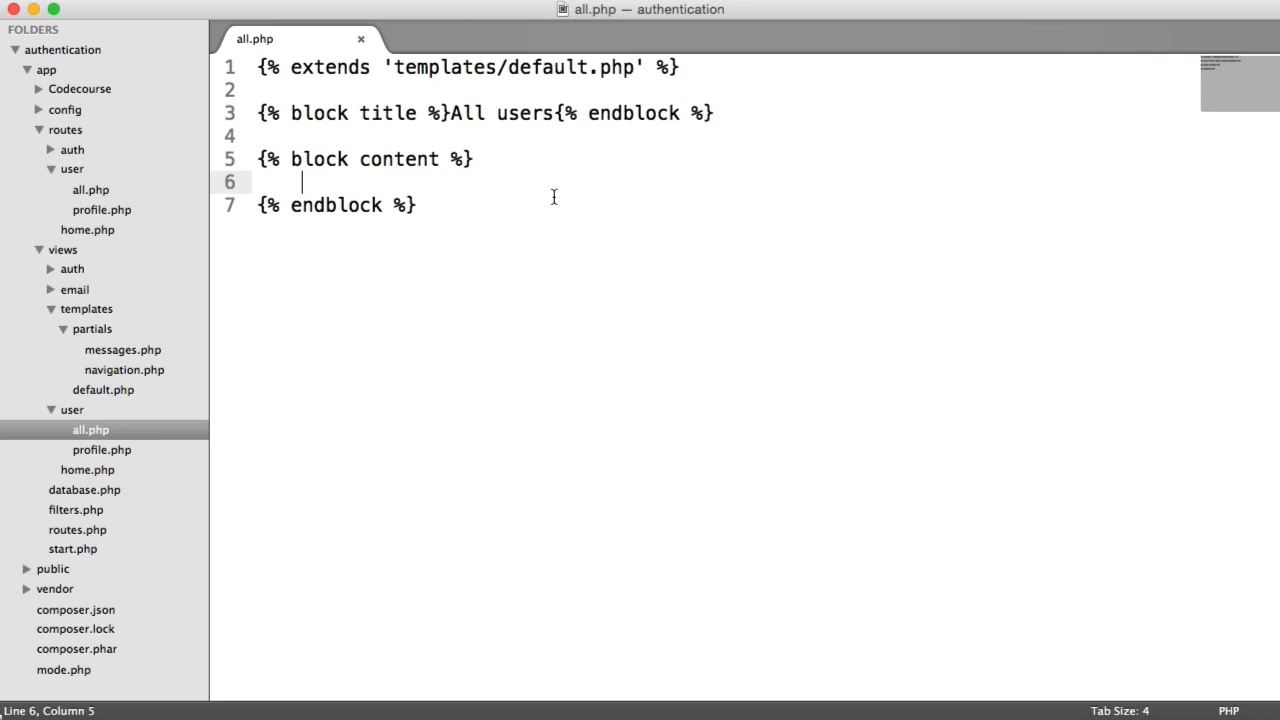 all.php — authentication
FOLDERS
authentication
app
Codecourse
config
routes
auth
user
all.php
profile.php
home.php
views
auth
email
templates
partials
messages.php
navigation.php
default.php
user
all.php
profile.php
home.php
database.php
filters.php
routes.php
start.php
public
vendor
composer.json
composer.lock
composer.phar
mode.php
all.php ×
1 {% extends 'templates/default.php' %}
2
3 {% block title %}All users{% endblock %}
4
5 {% block content %}
6
7 {% endblock %}
Line 6, Column 5
Tab Size: 4
PHP